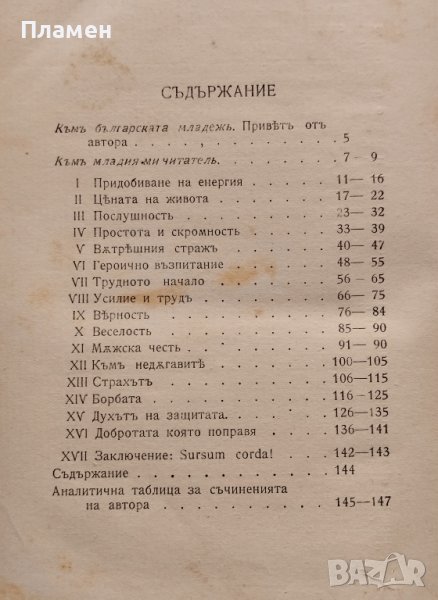 Пламен
СЪДЪРЖАНИЕ
Къмъ българската младежь. Приветъ отъ
автора . . . . , . . . . . . . . 5
Къмъ младия ми читатель. . . . . . . . 7 – 9
I Придобиване на енергия . . . . . . 11— 16
II Цѣната на живота . . . . . . . . 17— 22
III Послушность . . . . . . . . . . 23— 32
IV Простота и скромность . . . . . . 33— 39
V Вѫтрѣшния стражъ . . . . . . . . 40— 47
VI Героично възпитание . . . . . . . 48— 55
VII Трудното начало . . . . . . . . 56— 65
VIII Усилие и трудъ . . . . . . . . 66— 75
IX Вѣрность . . . . . . . . . . . 76— 84
X Веселость . . . . . . . . . . . 85— 90
XI Мѫжска честь . . . . . . . . . 91— 90
XII Къмъ недѫгавитѣ . . . . . . . 100—105
XIII Страхътъ . . . . . . . . . . 106—115
XIV Борбата . . . . . . . . . . . 116—125
XV Духътъ на защитата. . . . . . . 126—135
XVI Добротата която поправя . . . . 136—141
XVII Заключение: Sursum corda! . . . 142—143
Съдържание . . . . . . . . . . . . 144
Аналитична таблица за съчиненията
на автора . . . . . . . . . . . 145—147
BAZAR